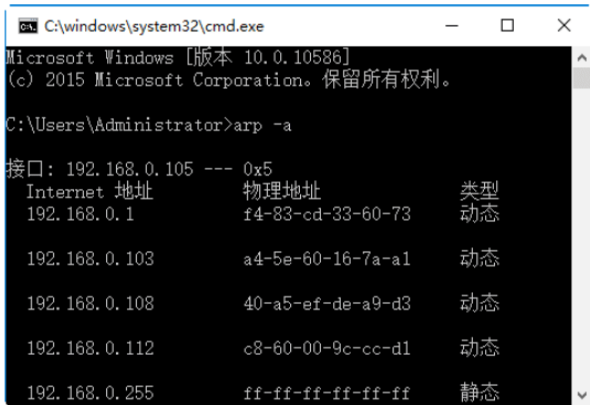 C:\windows\system32\cmd.exe
Microsoft Windows [版本 10.0.10586]
(c) 2015 Microsoft Corporation。保留所有权利。
C:\Users\Administrator>arp -a
接口: 192.168.0.105 --- 0x5
Internet 地址 物理地址 类型
192.168.0.1 f4-83-cd-33-60-73 动态
192.168.0.103 a4-5e-60-16-7a-a1 动态
192.168.0.108 40-a5-ef-de-a9-d3 动态
192.168.0.112 c8-60-00-9c-cc-d1 动态
192.168.0.255 ff-ff-ff-ff-ff-ff 静态